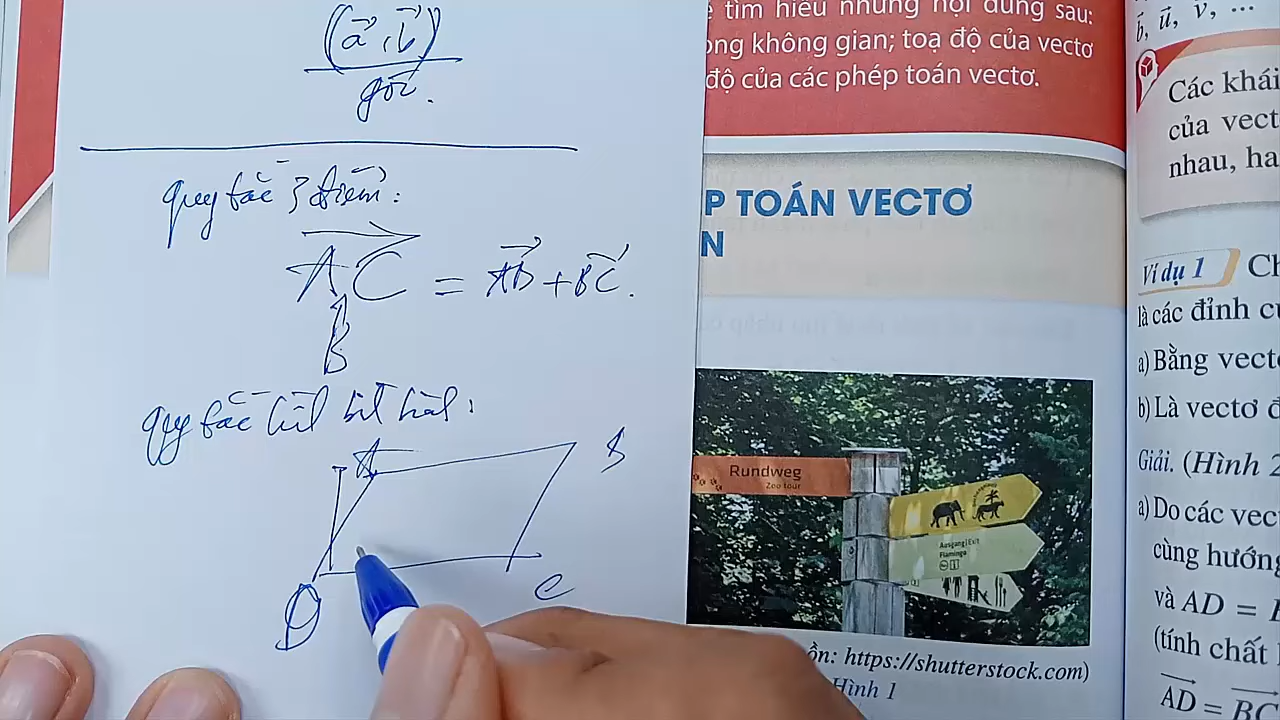 (a⃗, b⃗)
góc.
Quy tắc 3 điểm:
AC = AB + BC.
B
Quy tắc hình bình hành:
A B
D C
tìm hiểu những nội dung sau:
ong không gian; toạ độ của vectơ
độ của các phép toán vectơ.
P TOÁN VECTƠ
N
Rundweg
Zoo tour
Ausgang|Exit
Flamingo
ồn: https://shutterstock.com)
Hình 1
b⃗, u⃗, v⃗, ...
Các khái
của vect
nhau, ha
Ví dụ 1 Ch
là các đỉnh củ
a) Bằng vectơ
b) Là vectơ đ
Giải. (Hình 2
a) Do các vec
cùng hướng
và AD = B
(tính chất
AD = BC